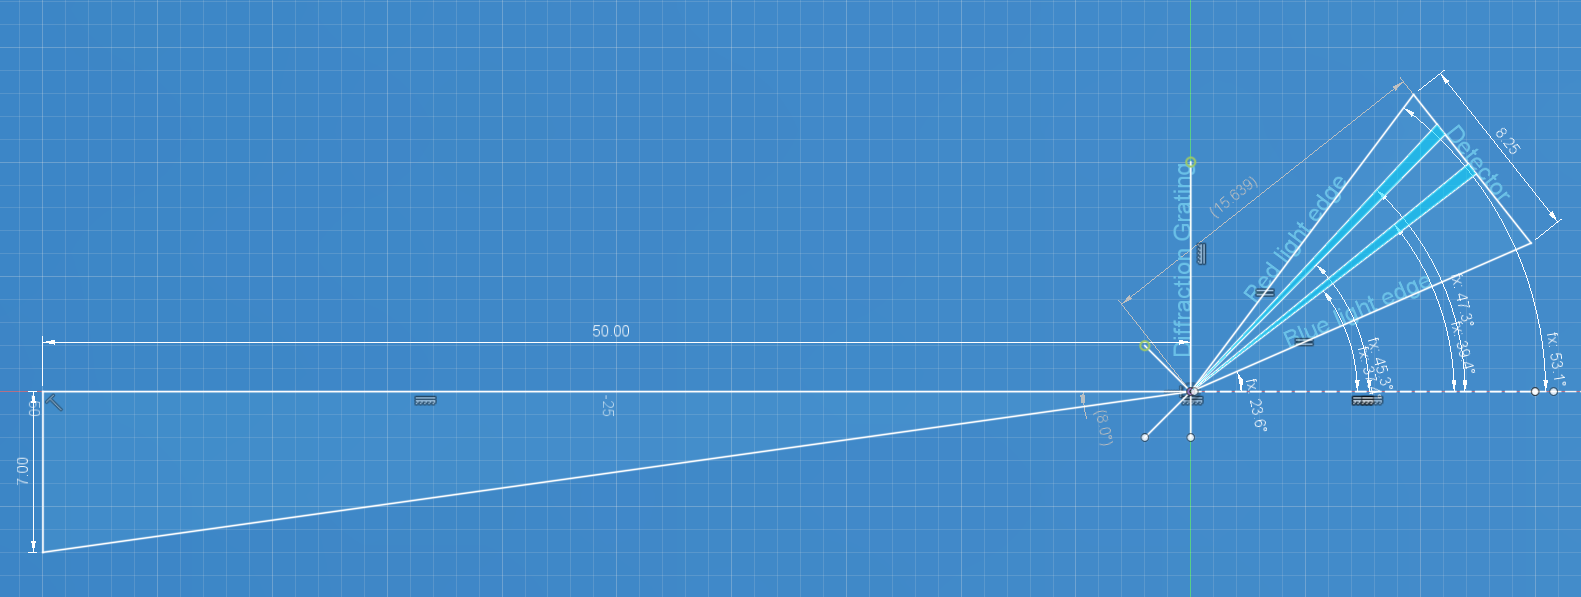 8.25
Detector
(15.639)
Red light edge
Diffraction Grating
Blue light edge
fx: 47.3°
fx: 39.4°
fx: 53.1°
fx: 45.3°
fx: 23.6°
50.00
-25
(8.0°)
7.00